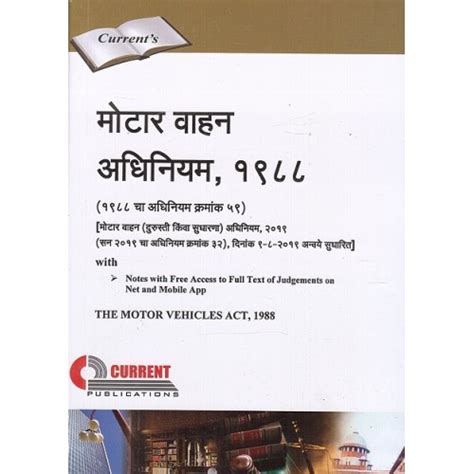 Current's
मोटार वाहन
अधिनियम, १९८८
(१९८८ चा अधिनियम क्रमांक ५९)
[मोटार वाहन (दुरुस्ती किंवा सुधारणा) अधिनियम, २०१९
(सन २०१९ चा अधिनियम क्रमांक ३२), दिनांक ९-८-२०१९ अन्वये सुधारित]
with
➢ Notes with Free Access to Full Text of Judgements on
Net and Mobile App
THE MOTOR VEHICLES ACT, 1988
CURRENT
PUBLICATIONS